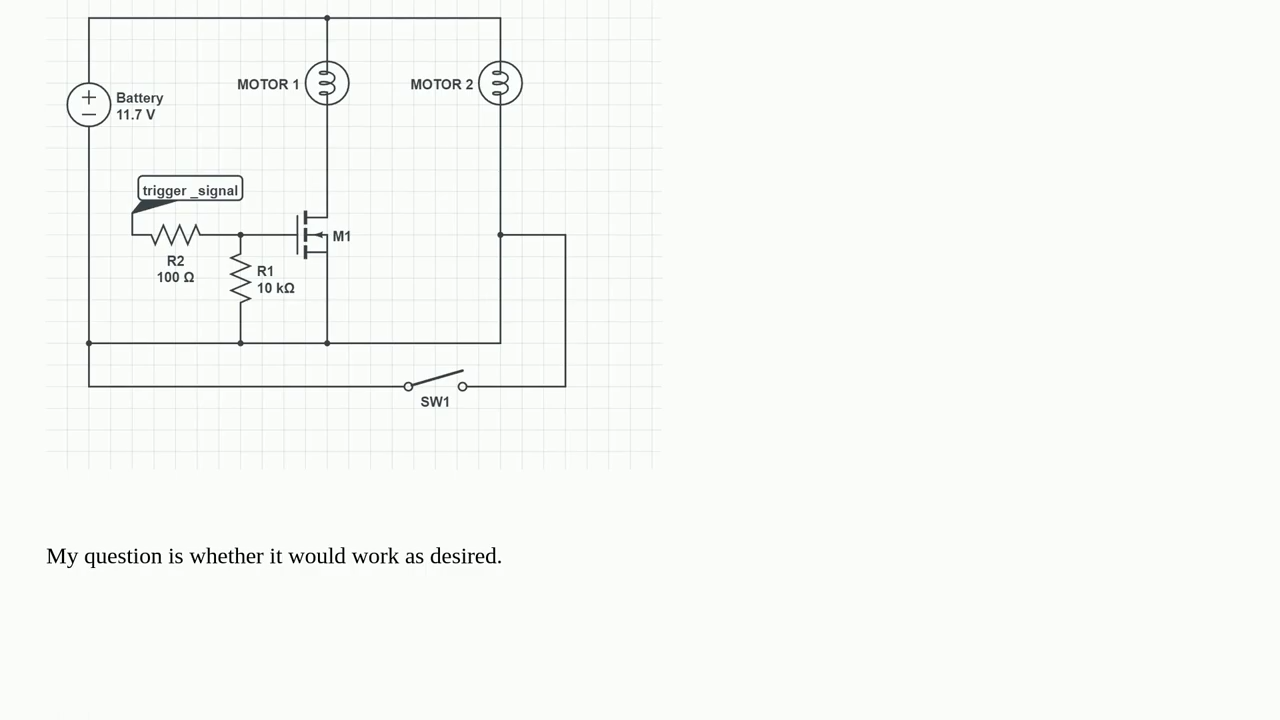 MOTOR 1
MOTOR 2
Battery
11.7 V
trigger _signal
M1
R2
100 Ω
R1
10 kΩ
SW1
My question is whether it would work as desired.